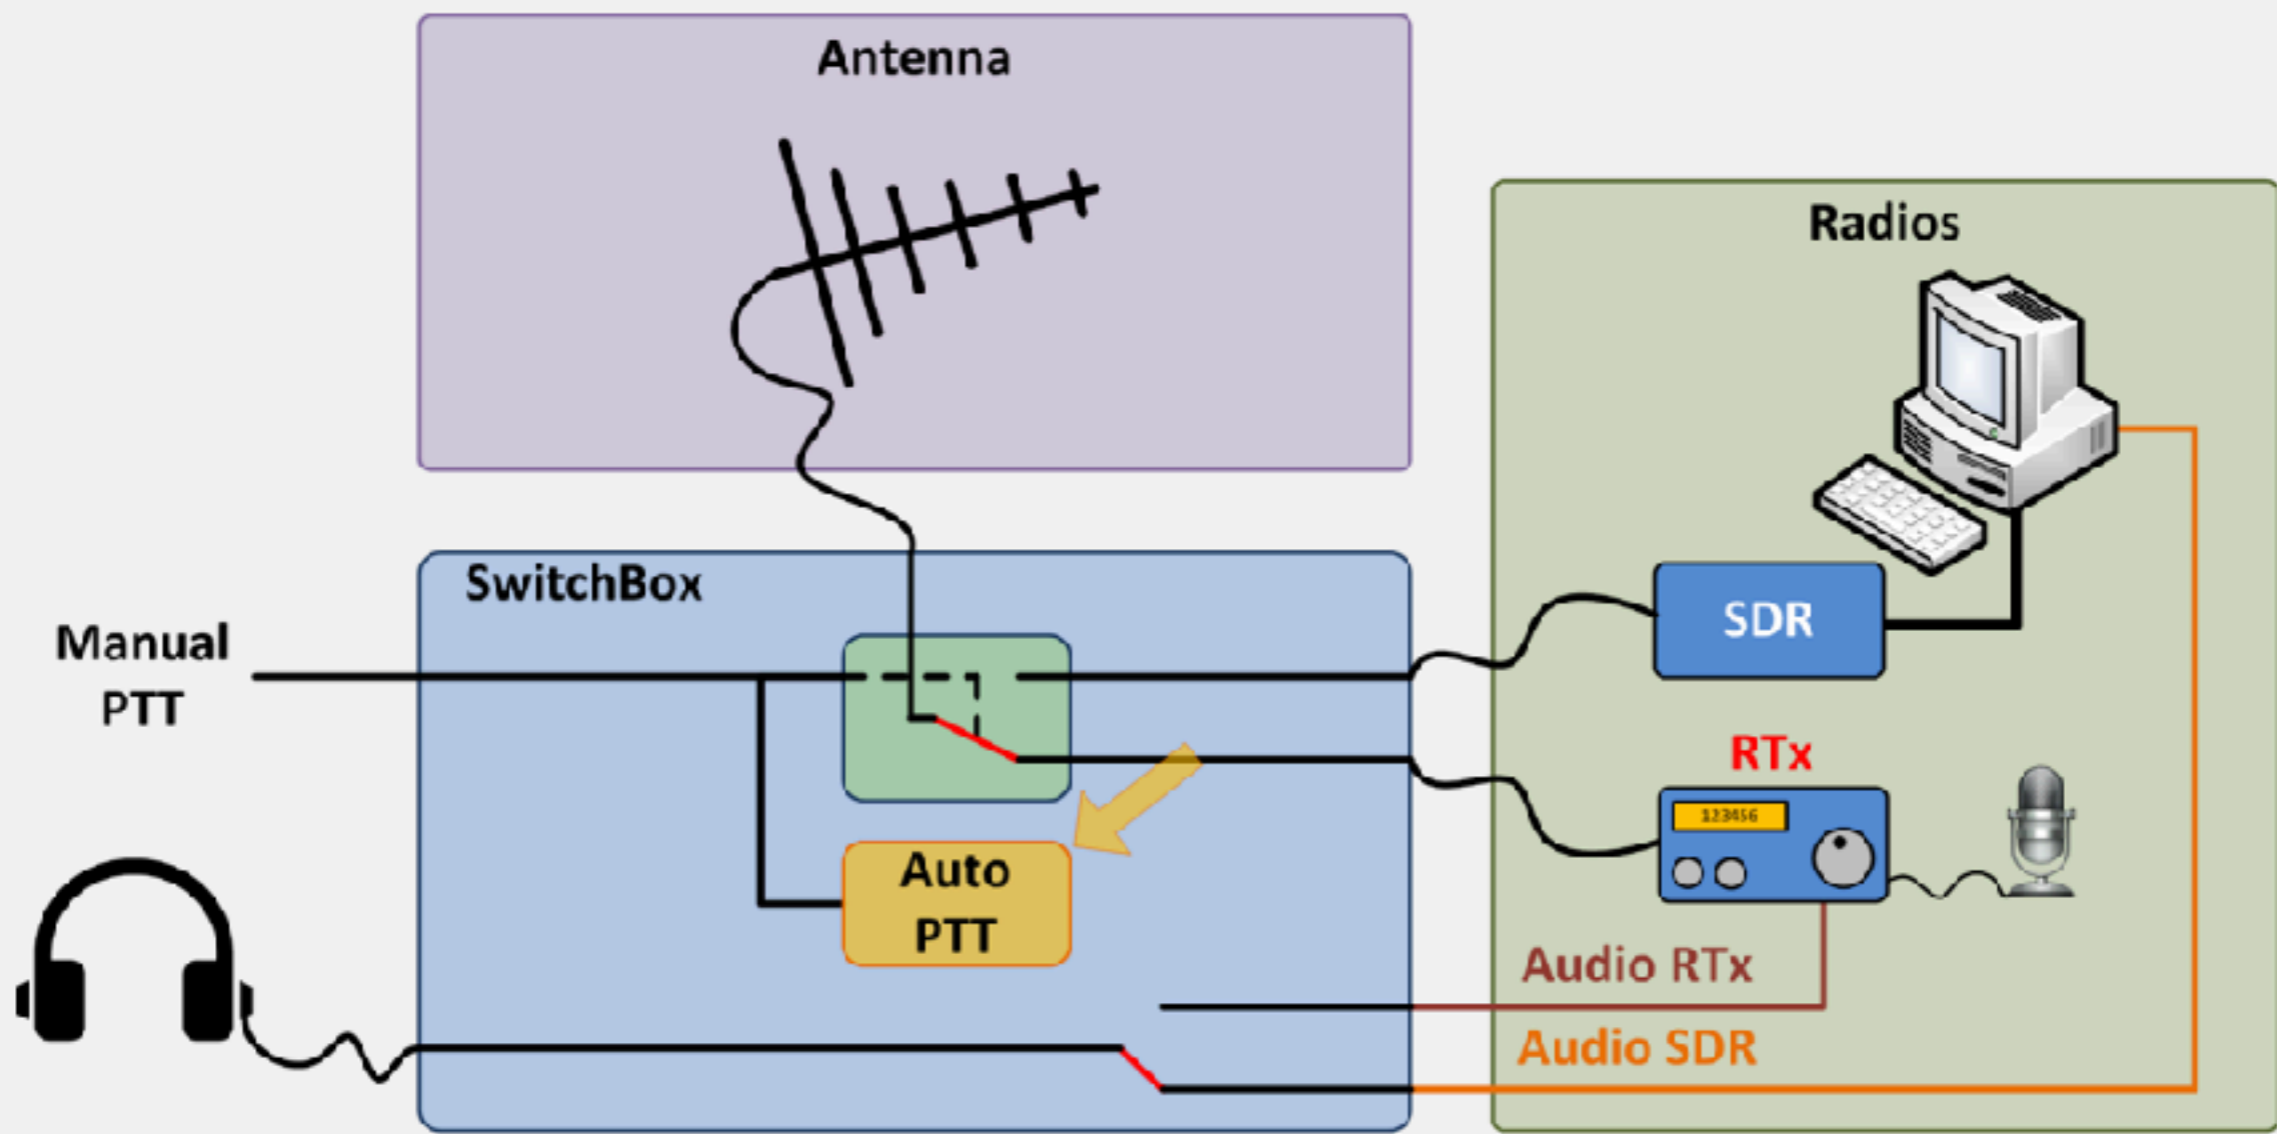 Antenna
Radios
SwitchBox
Manual
PTT
SDR
RTx
123456
Auto
PTT
Audio RTx
Audio SDR